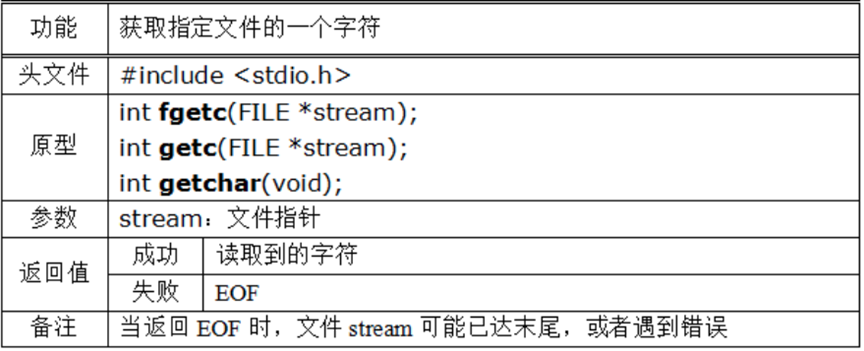 功能 获取指定文件的一个字符
头文件 #include <stdio.h>
原型 int fgetc(FILE *stream);
int getc(FILE *stream);
int getchar(void);
参数 stream：文件指针
返回值 成功 读取到的字符
失败 EOF
备注 当返回 EOF 时，文件 stream 可能已达末尾，或者遇到错误